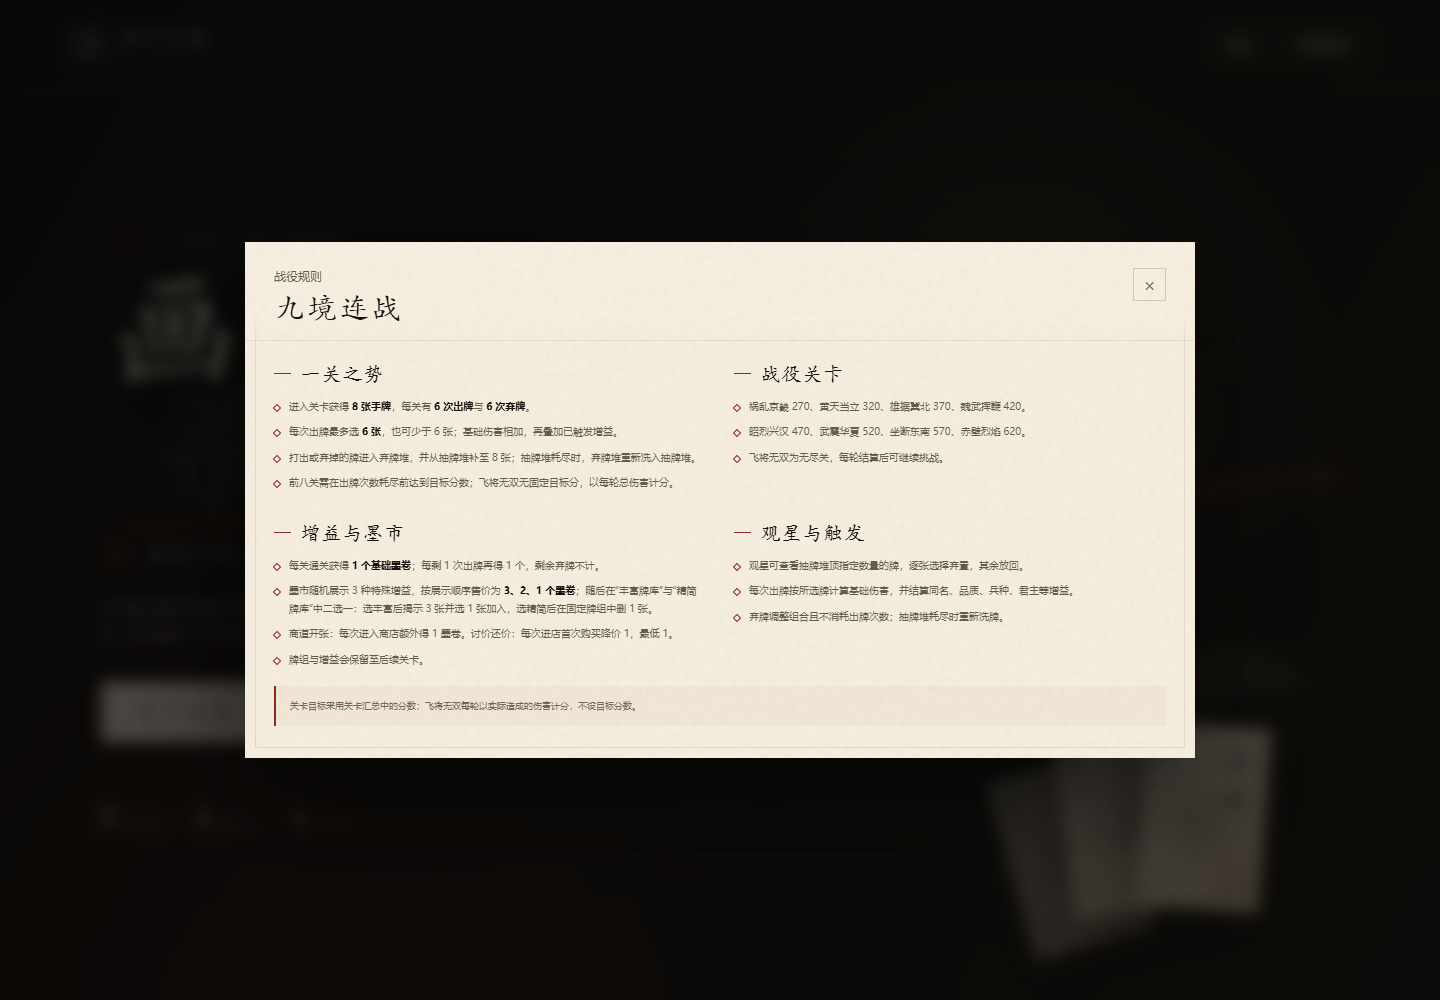 战役规则
九境连战
×
一关之势
进入关卡获得 8 张手牌，每关有 6 次出牌与 6 次弃牌。
每次出牌最多选 6 张，也可少于 6 张；基础伤害相加，再叠加已触发增益。
打出或弃掉的牌进入弃牌堆，并从抽牌堆补至 8 张；抽牌堆耗尽时，弃牌堆重新洗入抽牌堆。
前八关需在出牌次数耗尽前达到目标分数；飞将无双无固定目标分，以每轮总伤害计分。
战役关卡
祸乱京畿 270、黄天当立 320、雄据冀北 370、魏武挥鞭 420。
昭烈兴汉 470、武震华夏 520、坐断东南 570、赤壁烈焰 620。
飞将无双为无尽关，每轮结算后可继续挑战。
增益与墨市
每关通关获得 1 个基础墨卷；每剩 1 次出牌再得 1 个，剩余弃牌不计。
墨市随机展示 3 种特殊增益，按展示顺序售价为 3、2、1 个墨卷；随后在“丰富牌库”与“精简
牌库”中二选一：选丰富后揭示 3 张并选 1 张加入，选精简后在固定牌组中删 1 张。
商道开张：每次进入商店额外得 1 墨卷。讨价还价：每次进店首次购买降价 1，最低 1。
牌组与增益会保留至后续关卡。
观星与触发
观星可查看抽牌堆顶指定数量的牌，逐张选择弃置，其余放回。
每次出牌按所选牌计算基础伤害，并结算同名、品质、兵种、君主等增益。
弃牌调整组合且不消耗出牌次数；抽牌堆耗尽时重新洗牌。
关卡目标采用关卡汇总中的分数；飞将无双每轮以实际造成的伤害计分，不设目标分数。